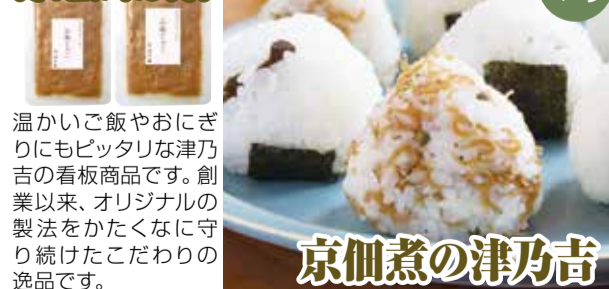 温かいご飯やおにぎ
りにもピッタリな津乃
吉の看板商品です。創
業以来、オリジナルの
製法をかたくなに守
り続けたこだわりの
逸品です。
京佃煮の津乃吉